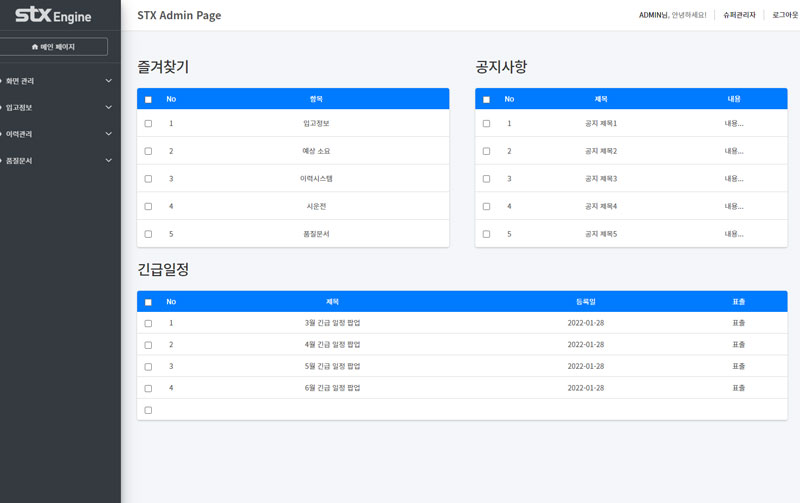 stx Engine
STX Admin Page
ADMIN님, 안녕하세요! 슈퍼관리자 로그아웃
메인 페이지
화면 관리
입고정보
이력관리
품질문서
즐겨찾기
No 항목
1 입고정보
2 예상 소요
3 이력시스템
4 시운전
5 품질문서
공지사항
No 제목 내용
1 공지 제목1 내용...
2 공지 제목2 내용...
3 공지 제목3 내용...
4 공지 제목4 내용...
5 공지 제목5 내용...
긴급일정
No 제목 등록일 표출
1 3월 긴급 일정 팝업 2022-01-28 표출
2 4월 긴급 일정 팝업 2022-01-28 표출
3 5월 긴급 일정 팝업 2022-01-28 표출
4 6월 긴급 일정 팝업 2022-01-28 표출